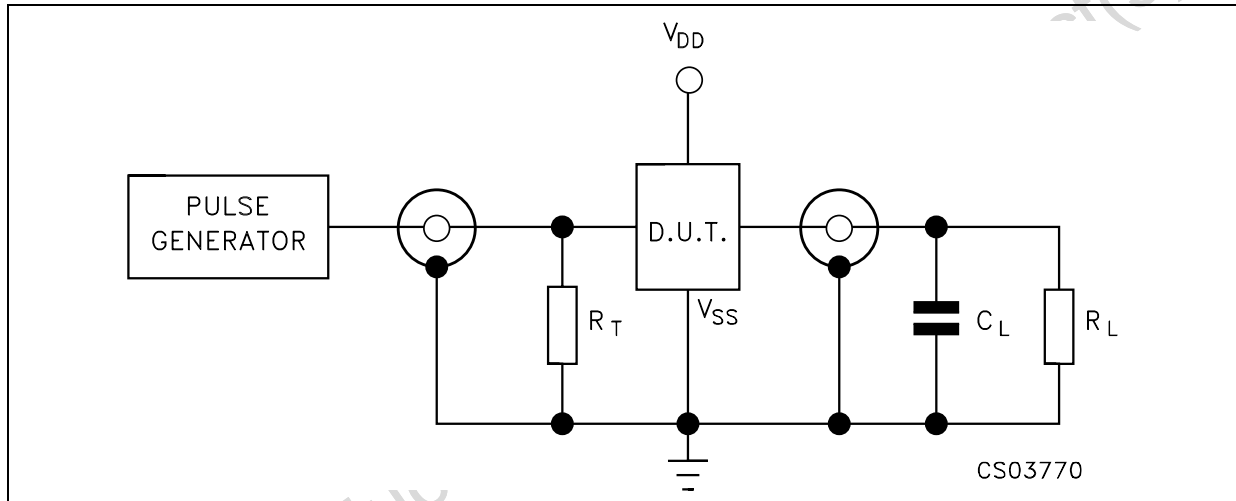 VDD
PULSE
GENERATOR
D.U.T.
VSS
RT
CL
RL
CS03770